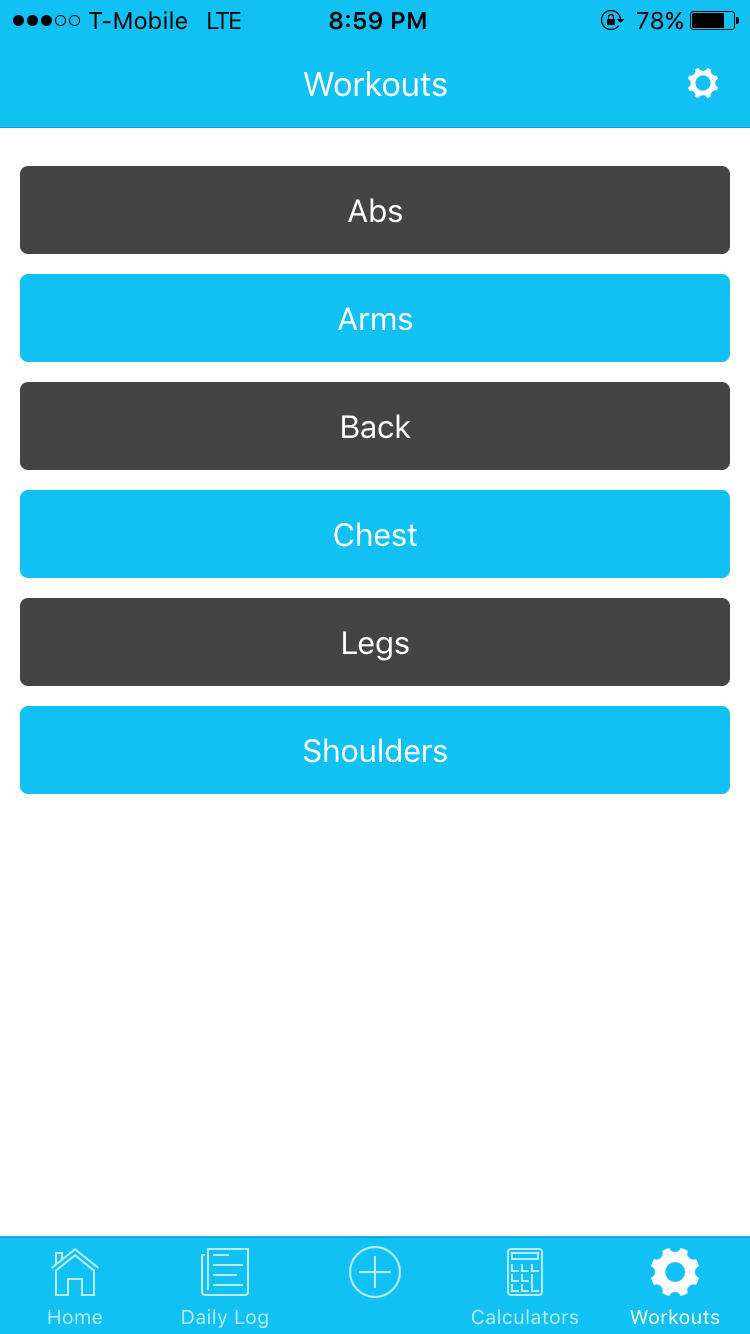 T-Mobile LTE 8:59 PM 78%
Workouts
Abs
Arms
Back
Chest
Legs
Shoulders
Home Daily Log Calculators Workouts